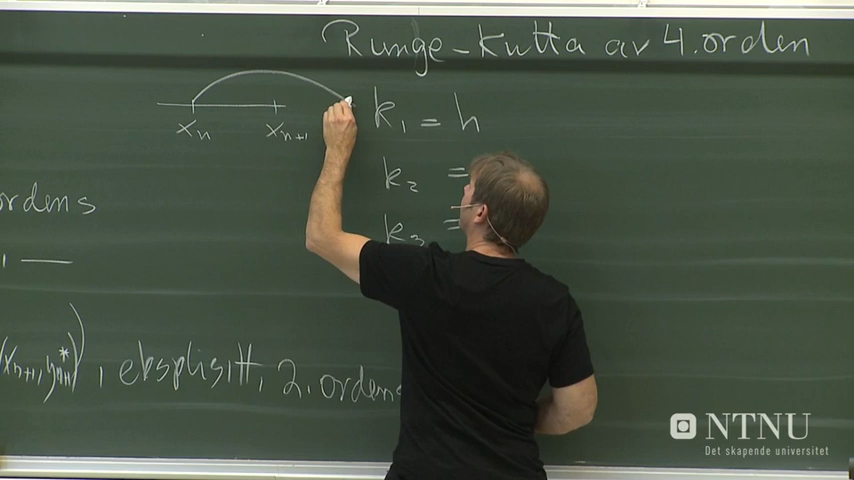 Runge-Kutta av 4. orden
k₁ = h
xₙ xₙ₊₁
k₂ =
k₃ =
ordens
(xₙ₊₁, y*ₙ₊₁)), eksplisitt, 2. ordens
NTNU
Det skapende universitet